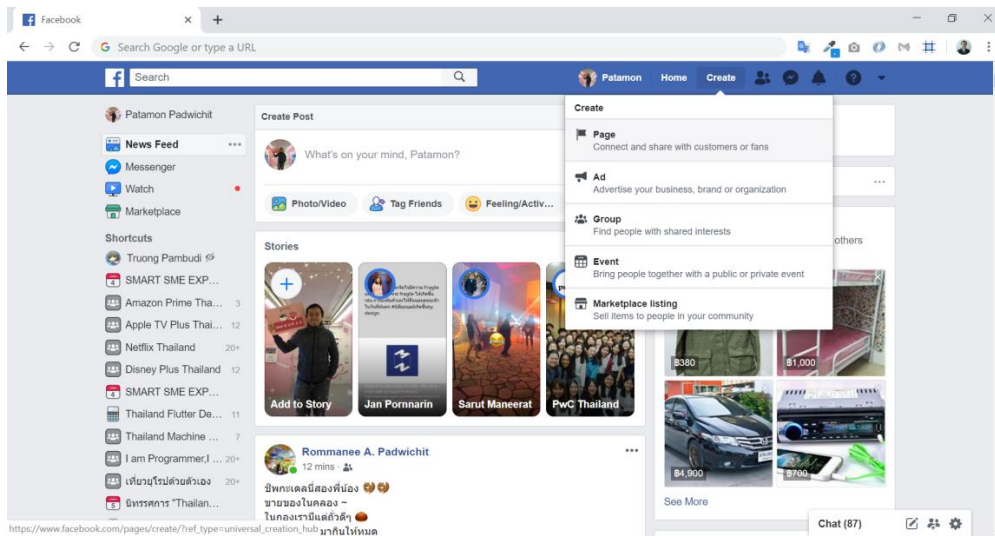 Facebook
Search Google or type a URL
Search
Patamon
Home
Create
Patamon Padwichit
News Feed
Messenger
Watch
Marketplace
Shortcuts
Truong Pambudi
SMART SME EXP...
Amazon Prime Tha... 3
Apple TV Plus Thai... 12
Netflix Thailand 20+
Disney Plus Thailand 12
SMART SME EXP...
Thailand Flutter De... 11
Thailand Machine ... 7
I am Programmer,I ... 20+
เที่ยวยุโรปด้วยตัวเอง 20+
นิทรรศการ "Thailan...
https://www.facebook.com/pages/create/?ref_type=universal_creation_hub
Create Post
What's on your mind, Patamon?
Photo/Video
Tag Friends
Feeling/Activ...
Stories
Add to Story
Jan Pornnarin
Sarut Maneerat
PwC Thailand
Rommanee A. Padwichit
12 mins
ชิพกะเดลนี่สองพี่น้อง
ขายของในคลอง ~
ในกองเรามีแต่ถั่วดีๆ
มากินให้หมด
Create
Page
Connect and share with customers or fans
Ad
Advertise your business, brand or organization
Group
Find people with shared interests
Event
Bring people together with a public or private event
Marketplace listing
Sell items to people in your community
others
฿380
฿1,000
฿4,900
฿700
See More
Chat (87)